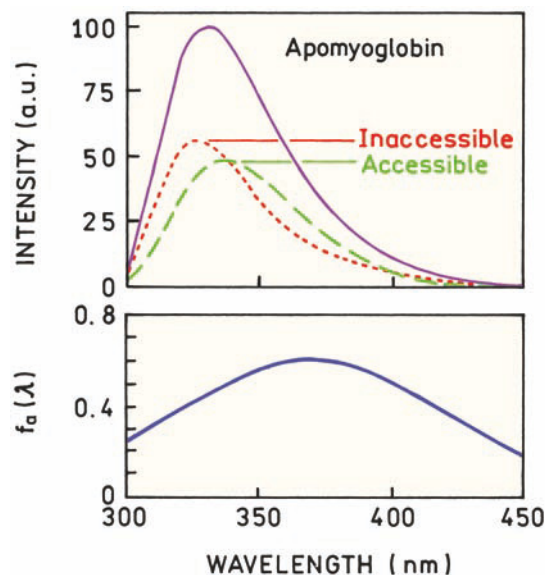 100
Apomyoglobin
75
Inaccessible
50
Accessible
25
0
INTENSITY (a.u.)
0.8
0.4
0
fa(λ)
300 350 400 450
WAVELENGTH (nm)